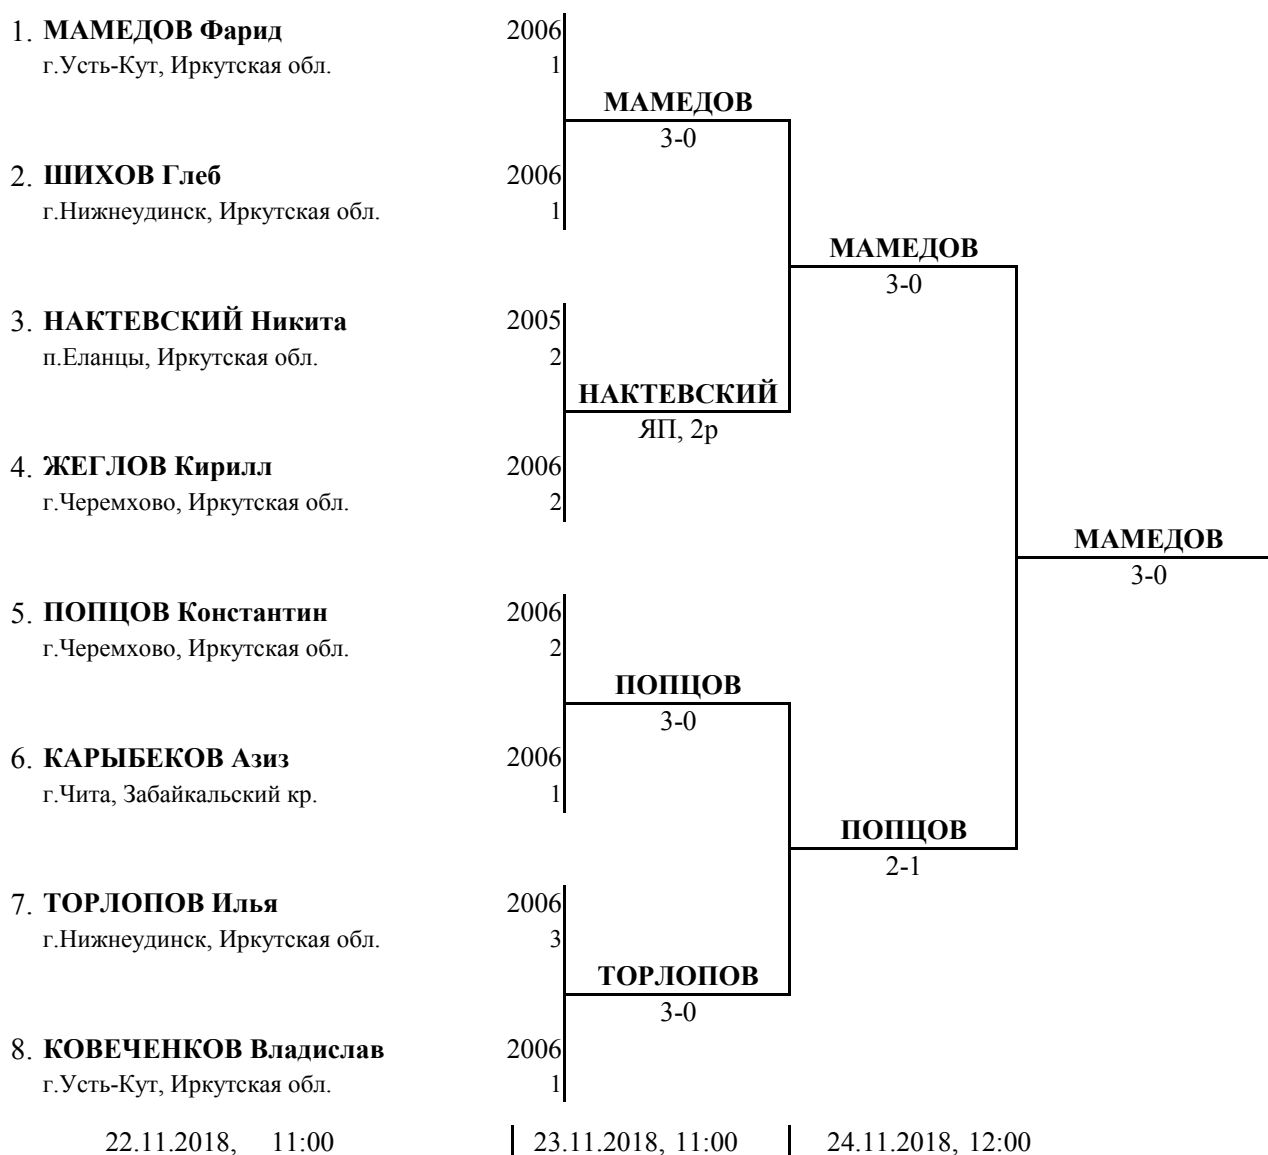 1. МАМЕДОВ Фарид 2006
г.Усть-Кут, Иркутская обл. 1
МАМЕДОВ
3-0
2. ШИХОВ Глеб 2006
г.Нижнеудинск, Иркутская обл. 1
МАМЕДОВ
3-0
3. НАКТЕВСКИЙ Никита 2005
п.Еланцы, Иркутская обл. 2
НАКТЕВСКИЙ
ЯП, 2р
4. ЖЕГЛОВ Кирилл 2006
г.Черемхово, Иркутская обл. 2
МАМЕДОВ
3-0
5. ПОПЦОВ Константин 2006
г.Черемхово, Иркутская обл. 2
ПОПЦОВ
3-0
6. КАРЫБЕКОВ Азиз 2006
г.Чита, Забайкальский кр. 1
ПОПЦОВ
2-1
7. ТОРЛОПОВ Илья 2006
г.Нижнеудинск, Иркутская обл. 3
ТОРЛОПОВ
3-0
8. КОВЕЧЕНКОВ Владислав 2006
г.Усть-Кут, Иркутская обл. 1
22.11.2018, 11:00 23.11.2018, 11:00 24.11.2018, 12:00